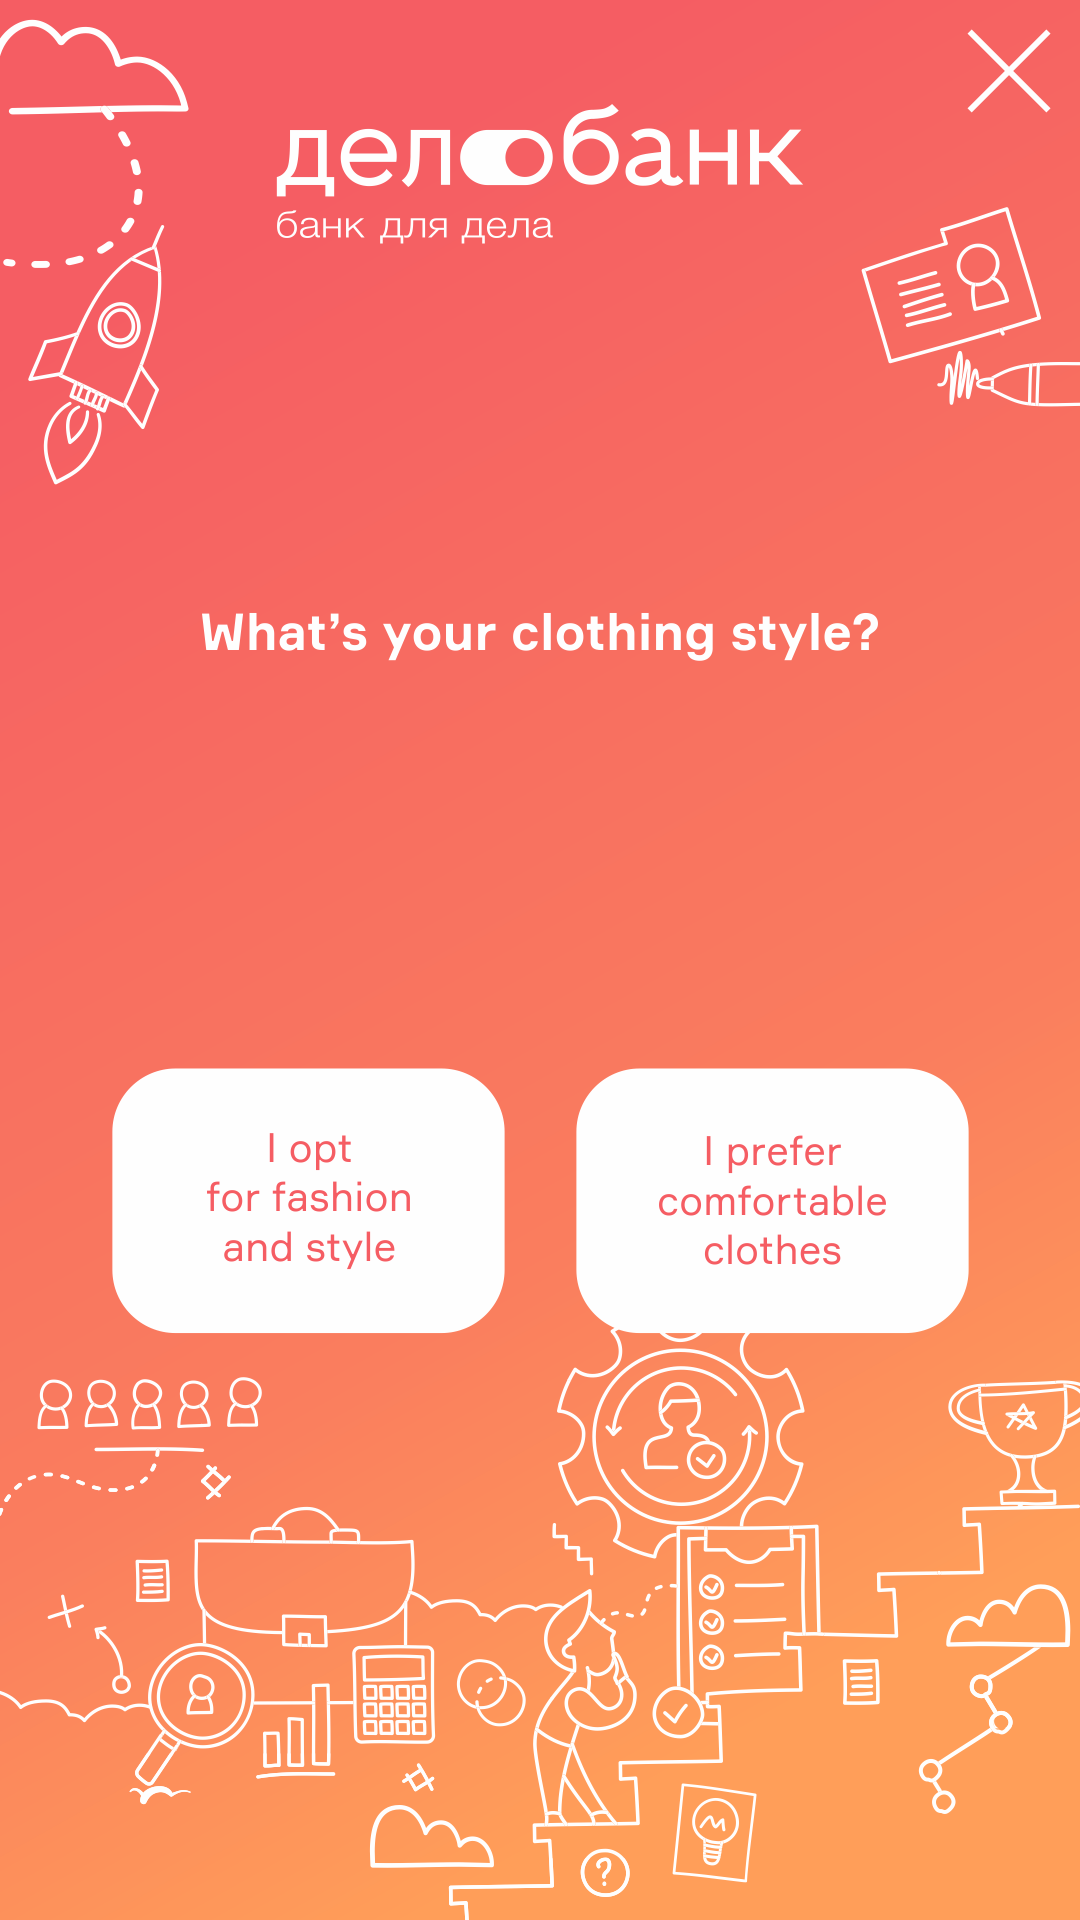 делобанк
банк для дела
What’s your clothing style?
I opt
for fashion
and style
I prefer
comfortable
clothes
?